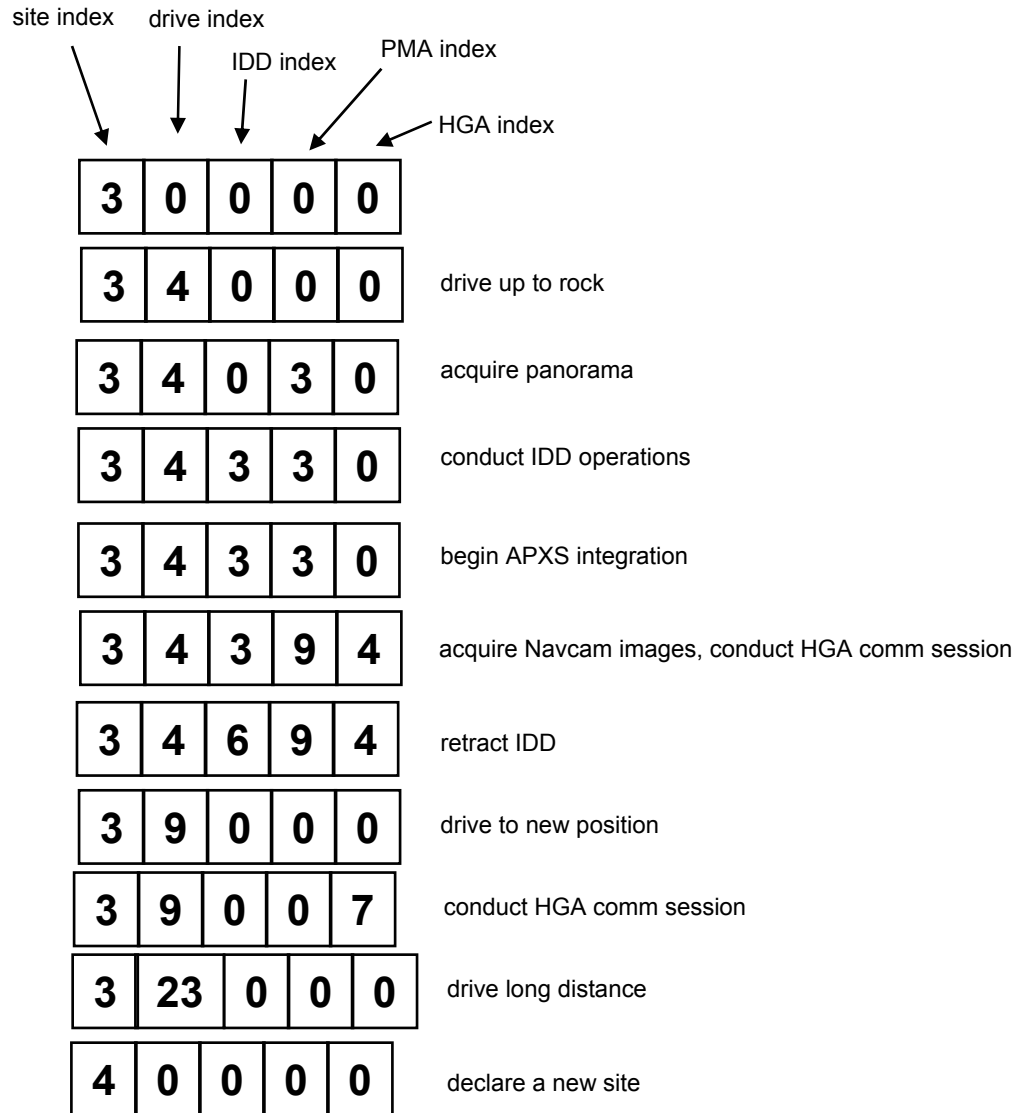 site index drive index
IDD index PMA index
HGA index
3 0 0 0 0
3 4 0 0 0 drive up to rock
3 4 0 3 0 acquire panorama
3 4 3 3 0 conduct IDD operations
3 4 3 3 0 begin APXS integration
3 4 3 9 4 acquire Navcam images, conduct HGA comm session
3 4 6 9 4 retract IDD
3 9 0 0 0 drive to new position
3 9 0 0 7 conduct HGA comm session
3 23 0 0 0 drive long distance
4 0 0 0 0 declare a new site